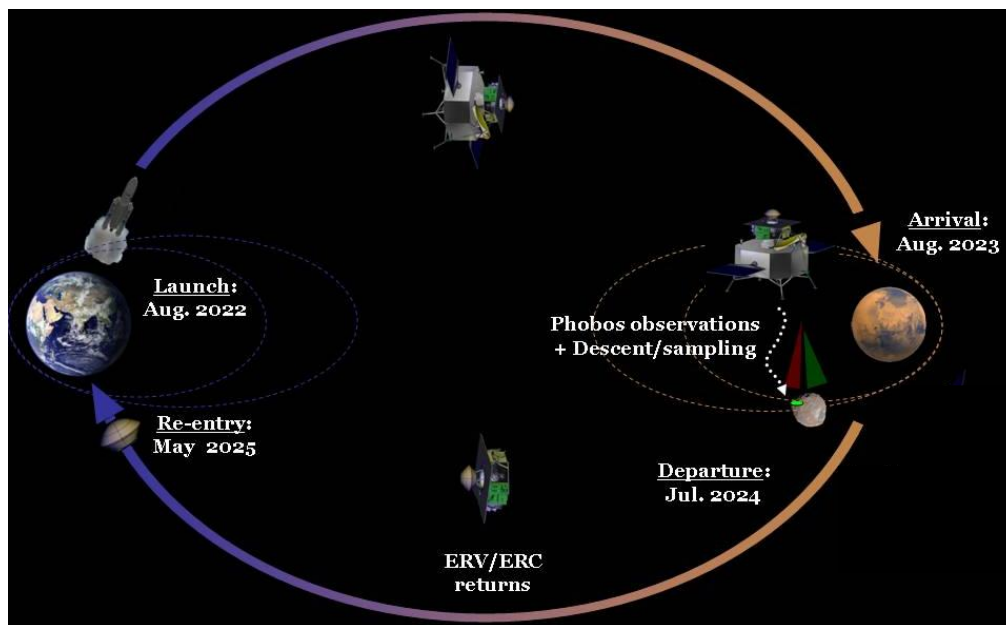 Launch:
Aug. 2022
Arrival:
Aug. 2023
Phobos observations
+ Descent/sampling
Departure:
Jul. 2024
ERV/ERC
returns
Re-entry:
May 2025